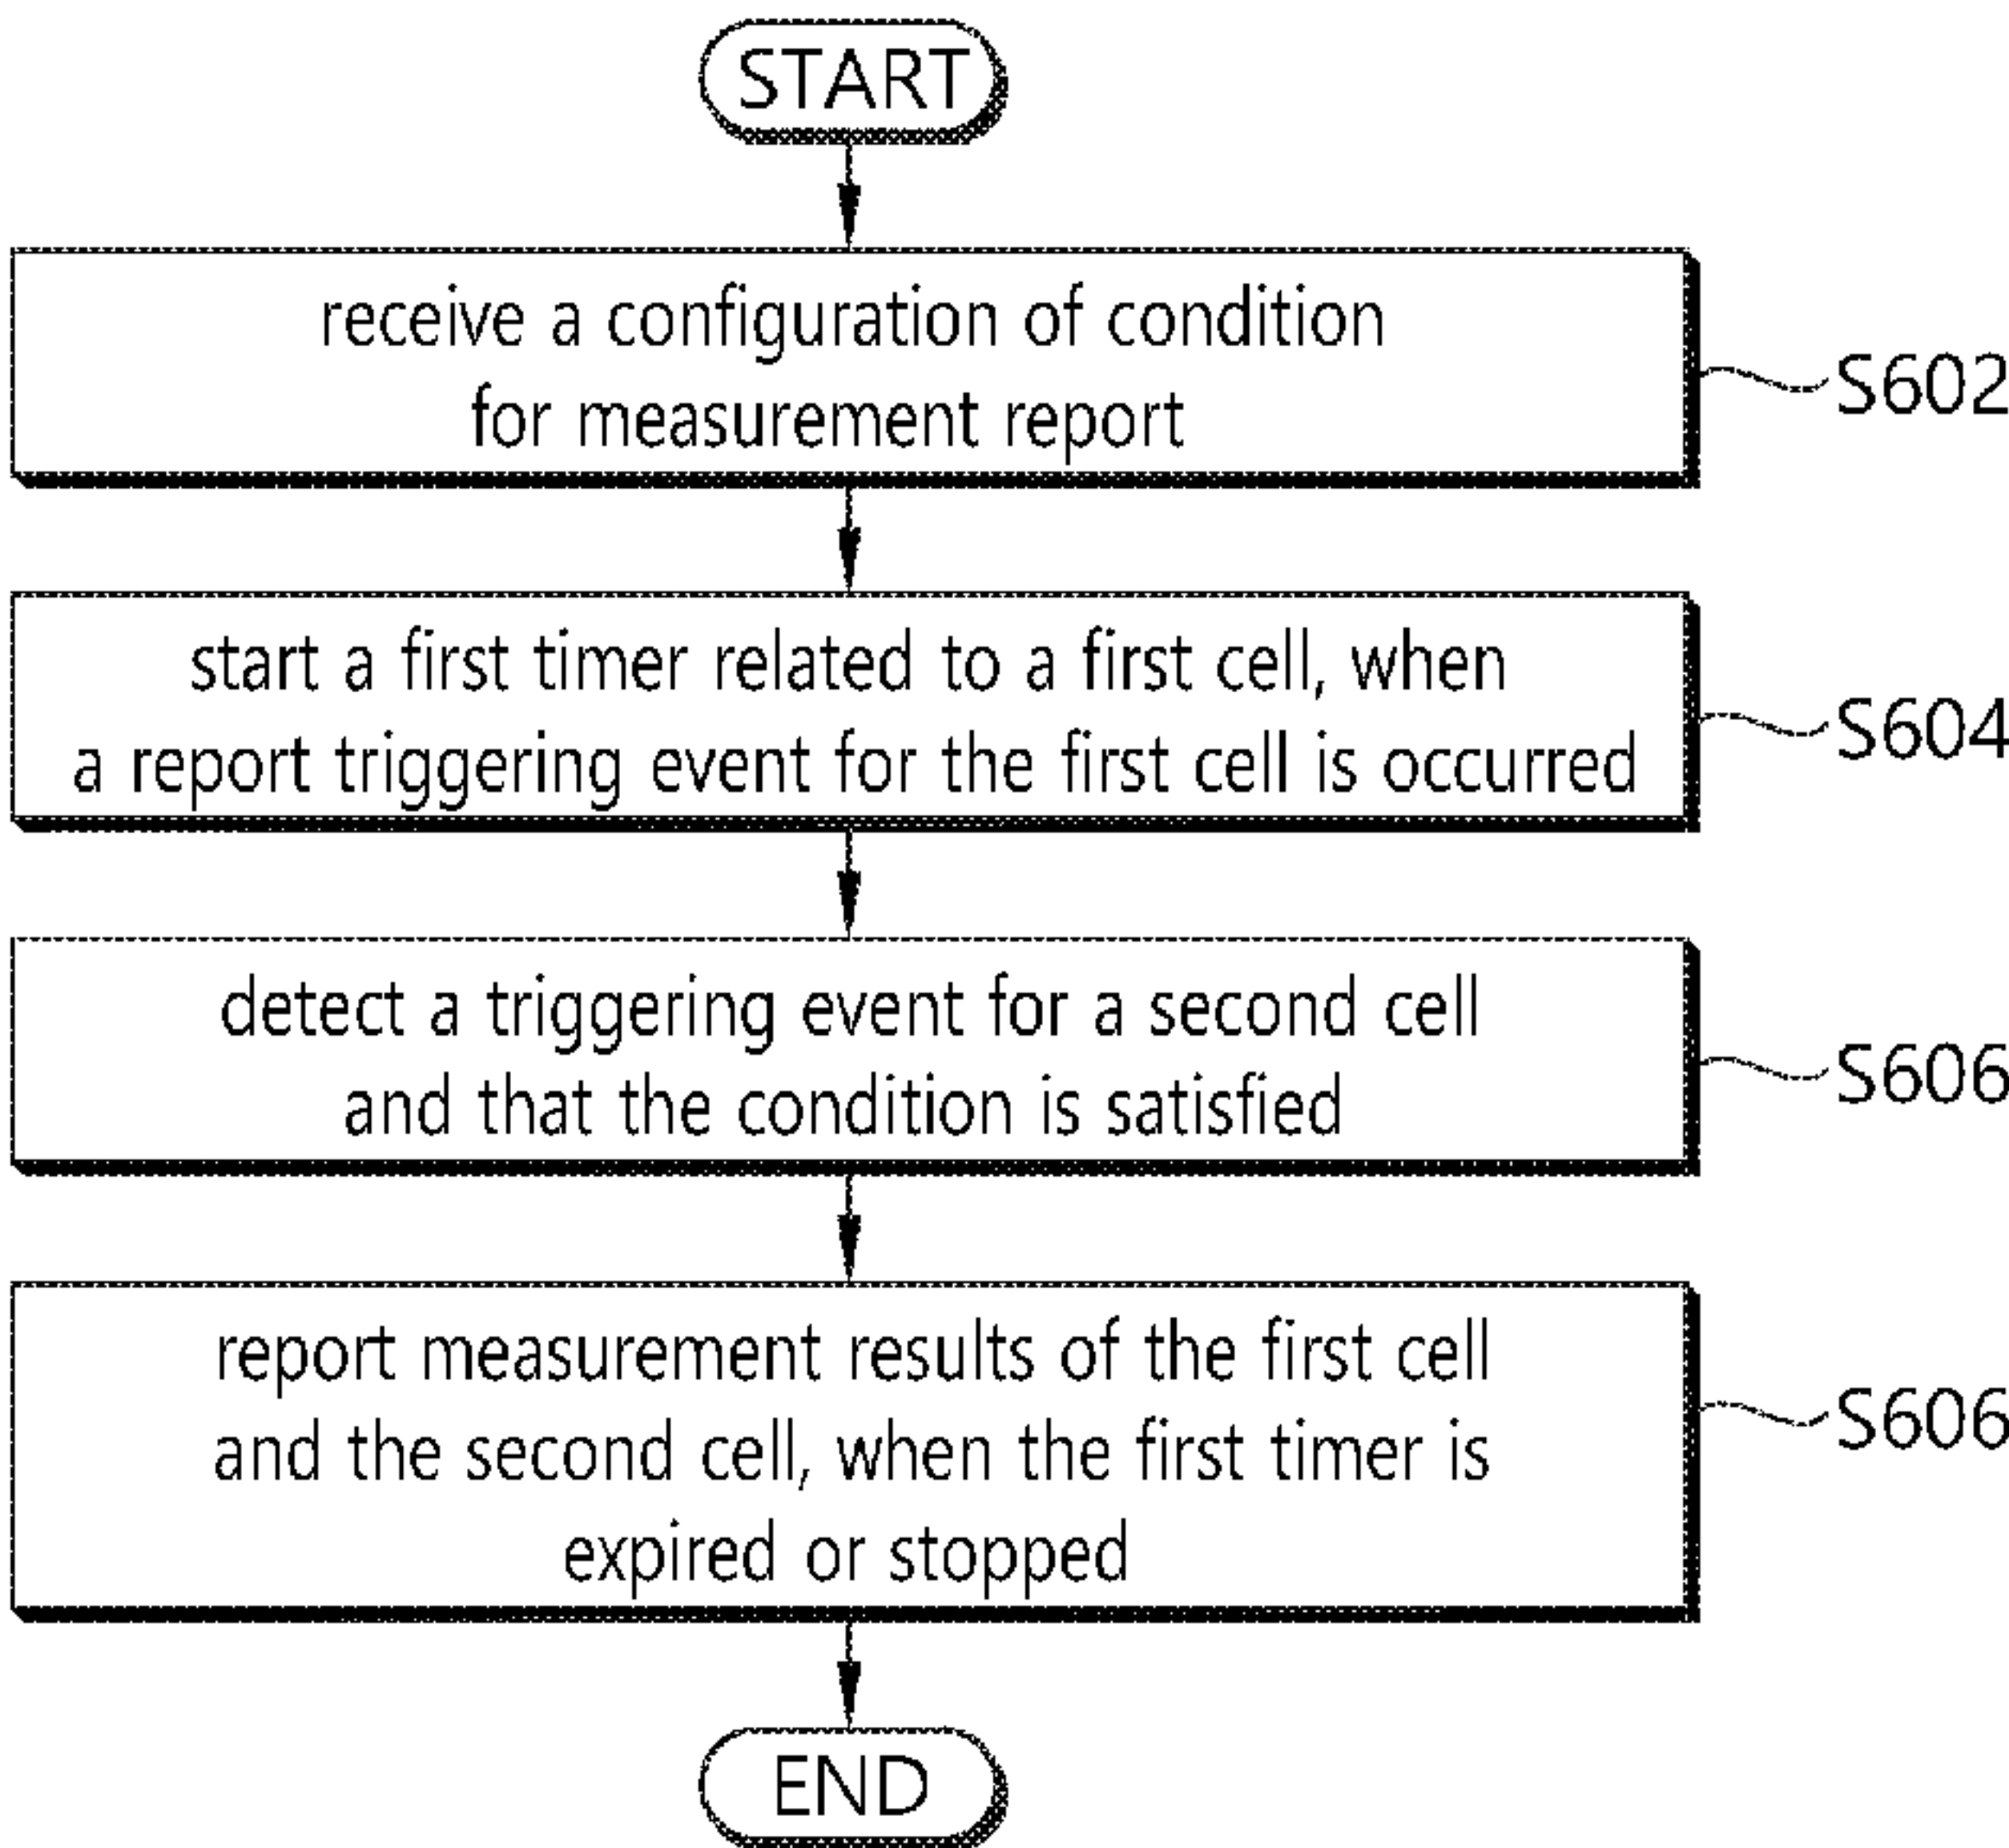 START
receive a configuration of condition
for measurement report
S602
start a first timer related to a first cell, when
a report triggering event for the first cell is occurred
S604
detect a triggering event for a second cell
and that the condition is satisfied
S606
report measurement results of the first cell
and the second cell, when the first timer is
expired or stopped
S606
END